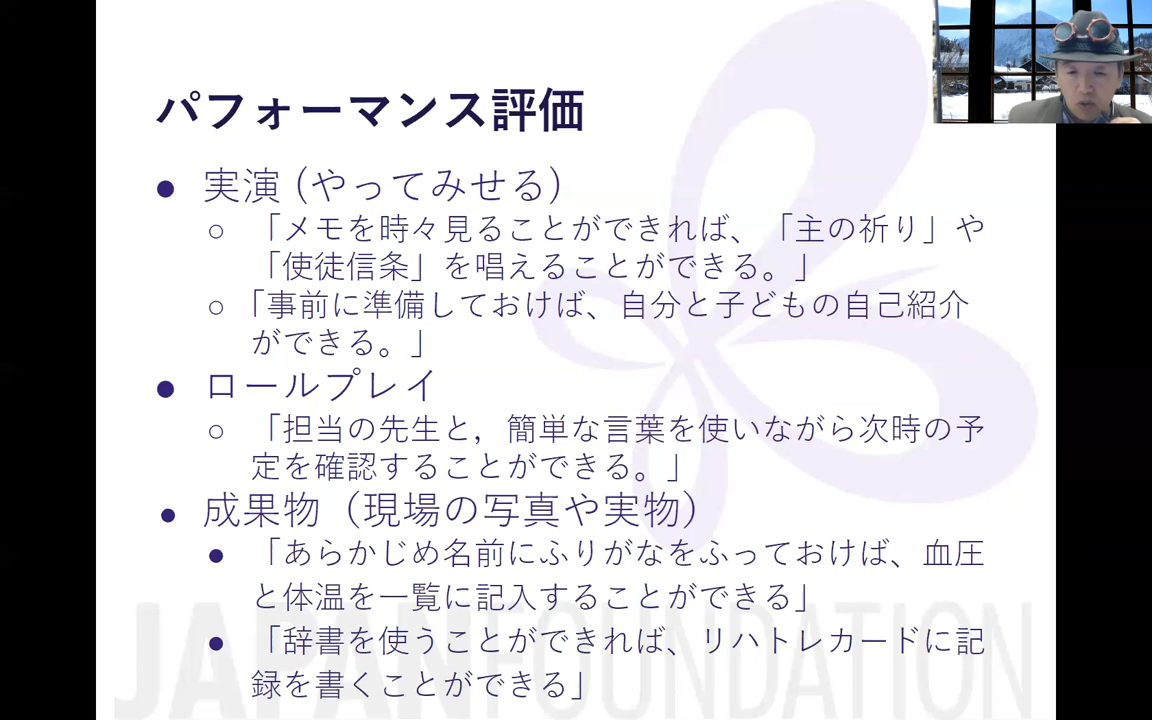 パフォーマンス評価
● 実演 (やってみせる)
○ 「メモを時々見ることができれば、「主の祈り」や
「使徒信条」を唱えることができる。」
○ 「事前に準備しておけば、自分と子どもの自己紹介
ができる。」
● ロールプレイ
○ 「担当の先生と，簡単な言葉を使いながら次時の予
定を確認することができる。」
● 成果物（現場の写真や実物）
● 「あらかじめ名前にふりがなをふっておけば、血圧
と体温を一覧に記入することができる」
● 「辞書を使うことができれば、リハトレカードに記
録を書くことができる」
JAPANFOUNDATION